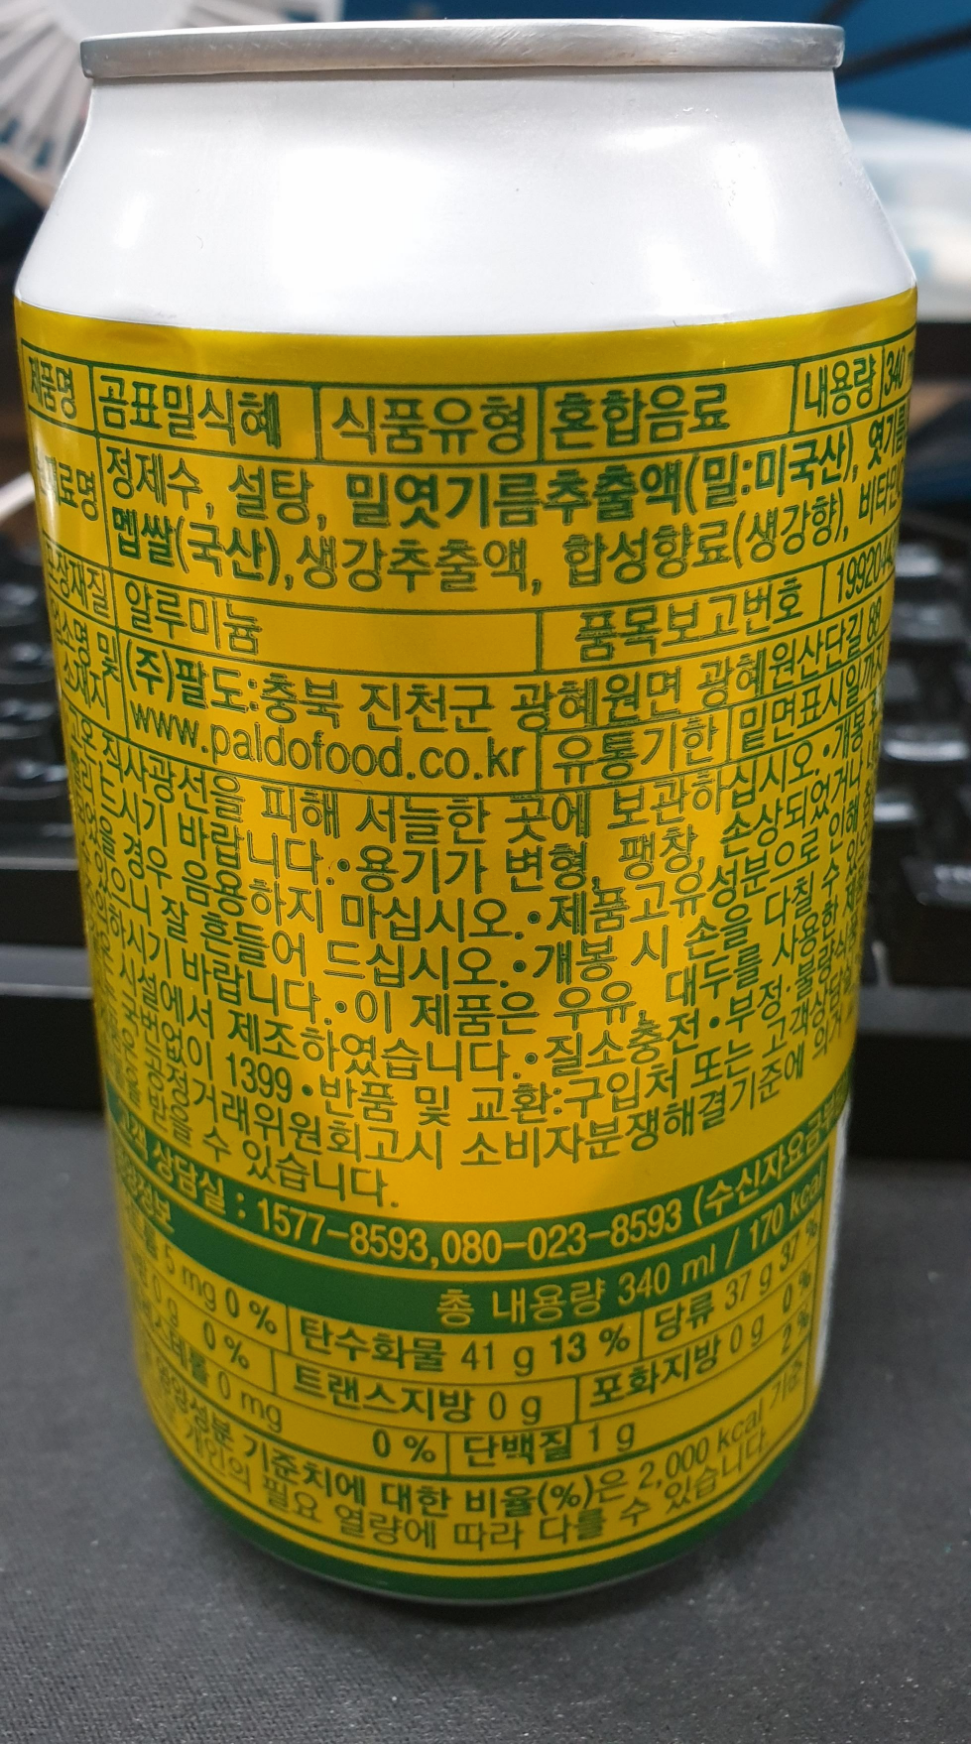 제품명 곰표밀식혜 식품유형 혼합음료 내용량 340
정제수, 설탕, 밀엿기름추출액(밀:미국산), 엿기름
멥쌀(국산),생강추출액, 합성향료(생강향),
알루미늄 품목보고번호
(주)팔도:충북 진천군 광혜원면 광혜원산단길 88
www.paldofood.co.kr 유통기한 밑면표시일까지
직사광선을 피해 서늘한 곳에 보관하십시오.•개봉
드시기 바랍니다.•용기가 변형, 팽창, 손상되었거나
경우 음용하지 마십시오.•제품고유성분으로 인해
잘 흔들어 드십시오.•개봉 시 손을 다칠 수
바랍니다.•이 제품은 우유, 대두를 사용한
시설에서 제조하였습니다.•질소충전•부정·불량식품
국번없이 1399•반품 및 교환:구입처 또는 고객상담실
공정거래위원회고시 소비자분쟁해결기준에 의거
수 있습니다.
상담실 : 1577-8593,080-023-8593 (수신자요금
총 내용량 340 ml / 170 kcal
5 mg 0 % 탄수화물 41 g 13 % 당류 37 g 37 %
0 g 0 % 트랜스지방 0 g 포화지방 0 g 0 %
0 mg 0 % 단백질 1 g 2 %
기준치에 대한 비율(%)은 2,000 kcal 기준
개인의 필요 열량에 따라 다를 수 있습니다.